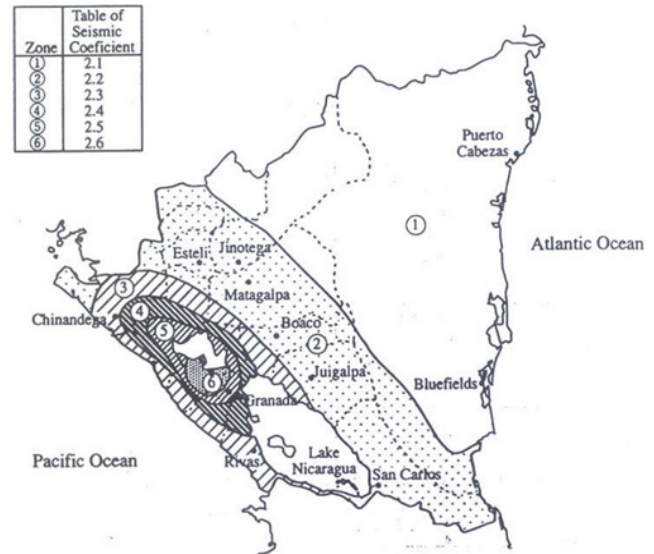 Table of
Seismic
Zone Coeficient
① 2.1
② 2.2
③ 2.3
④ 2.4
⑤ 2.5
⑥ 2.6
Puerto
Cabezas
①
Atlantic Ocean
Esteli Jinotega
③
Matagalpa
Chinandega
④
⑤
Boaco
②
Juigalpa
⑥
Bluefields
Granada
Pacific Ocean
Rivas
Lake
Nicaragua
San Carlos